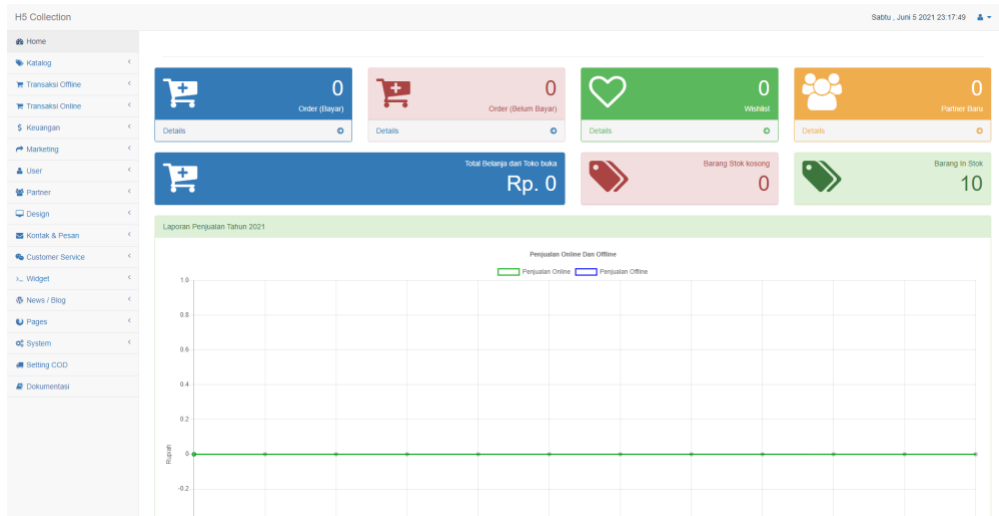 H5 Collection
Sabtu , Juni 5 2021 23:17:49
Home
Katalog
Transaksi Offline
Transaksi Online
Keuangan
Marketing
User
Partner
Design
Kontak & Pesan
Customer Service
Widget
News / Blog
Pages
System
Setting COD
Dokumentasi
0
Order (Bayar)
Details
0
Order (Belum Bayar)
Details
0
Wishlist
Details
0
Partner Baru
Details
Total Belanja dari Toko buka
Rp. 0
Barang Stok kosong
0
Barang In Stok
10
Laporan Penjualan Tahun 2021
Penjualan Online Dan Offline
Penjualan Online
Penjualan Offline
1.0
0.8
0.6
0.4
0.2
0
-0.2
Rupiah